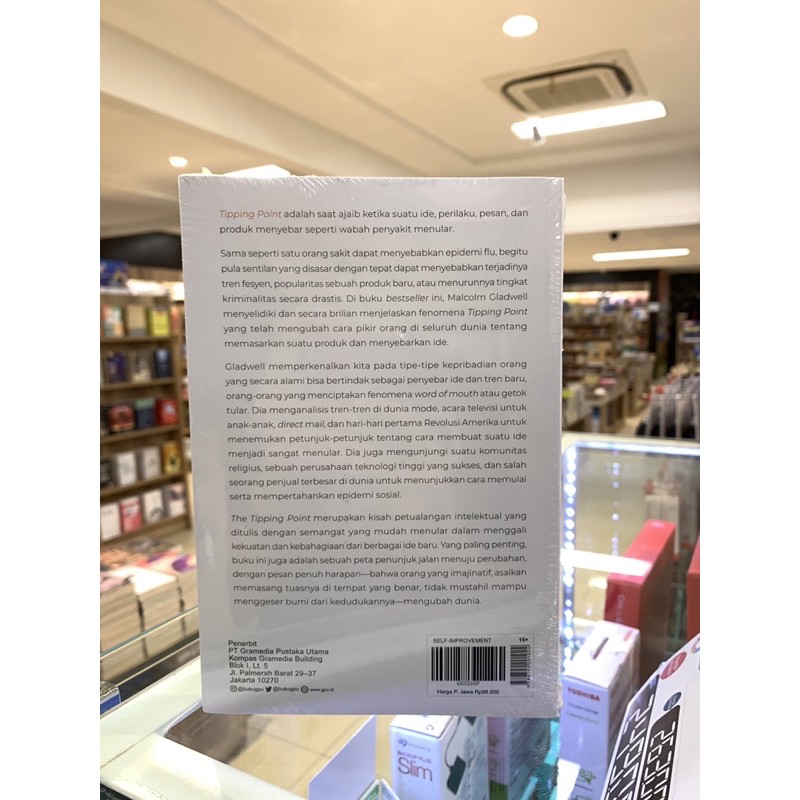 Tipping Point adalah saat ajaib ketika suatu ide, perilaku, pesan, dan
produk menyebar seperti wabah penyakit menular.
Sama seperti satu orang sakit dapat menyebabkan epidemi flu, begitu
pula sentilan yang disasar dengan tepat dapat menyebabkan terjadinya
tren fesyen, popularitas sebuah produk baru, atau menurunnya tingkat
kriminalitas secara drastis. Di buku bestseller ini, Malcolm Gladwell
menyelidiki dan secara brilian menjelaskan fenomena Tipping Point
yang telah mengubah cara pikir orang di seluruh dunia tentang
memasarkan suatu produk dan menyebarkan ide.
Gladwell memperkenalkan kita pada tipe-tipe kepribadian orang
yang secara alami bisa bertindak sebagai penyebar ide dan tren baru,
orang-orang yang menciptakan fenomena word of mouth atau getok
tular. Dia menganalisis tren-tren di dunia mode, acara televisi untuk
anak-anak, direct mail, dan hari-hari pertama Revolusi Amerika untuk
menemukan petunjuk-petunjuk tentang cara membuat suatu ide
menjadi sangat menular. Dia juga mengunjungi suatu komunitas
religius, sebuah perusahaan teknologi tinggi yang sukses, dan salah
seorang penjual terbesar di dunia untuk menunjukkan cara memulai
serta mempertahankan epidemi sosial.
The Tipping Point merupakan kisah petualangan intelektual yang
ditulis dengan semangat yang mudah menular dalam menggali
kekuatan dan kebahagiaan dari berbagai ide baru. Yang paling penting,
buku ini juga adalah sebuah peta penunjuk jalan menuju perubahan,
dengan pesan penuh harapan—bahwa orang yang imajinatif, asalkan
memasang tuasnya di tempat yang benar, tidak mustahil mampu
menggeser bumi dari kedudukannya—mengubah dunia.
Penerbit
PT Gramedia Pustaka Utama
Kompas Gramedia Building
Blok I, Lt. 5
Jl. Palmerah Barat 29–37
Jakarta 10270
@bukugpu @bukugpu www.gpu.id
SELF-IMPROVEMENT 15+
Harga P. Jawa Rp98.000
TOSHIBA
Slim